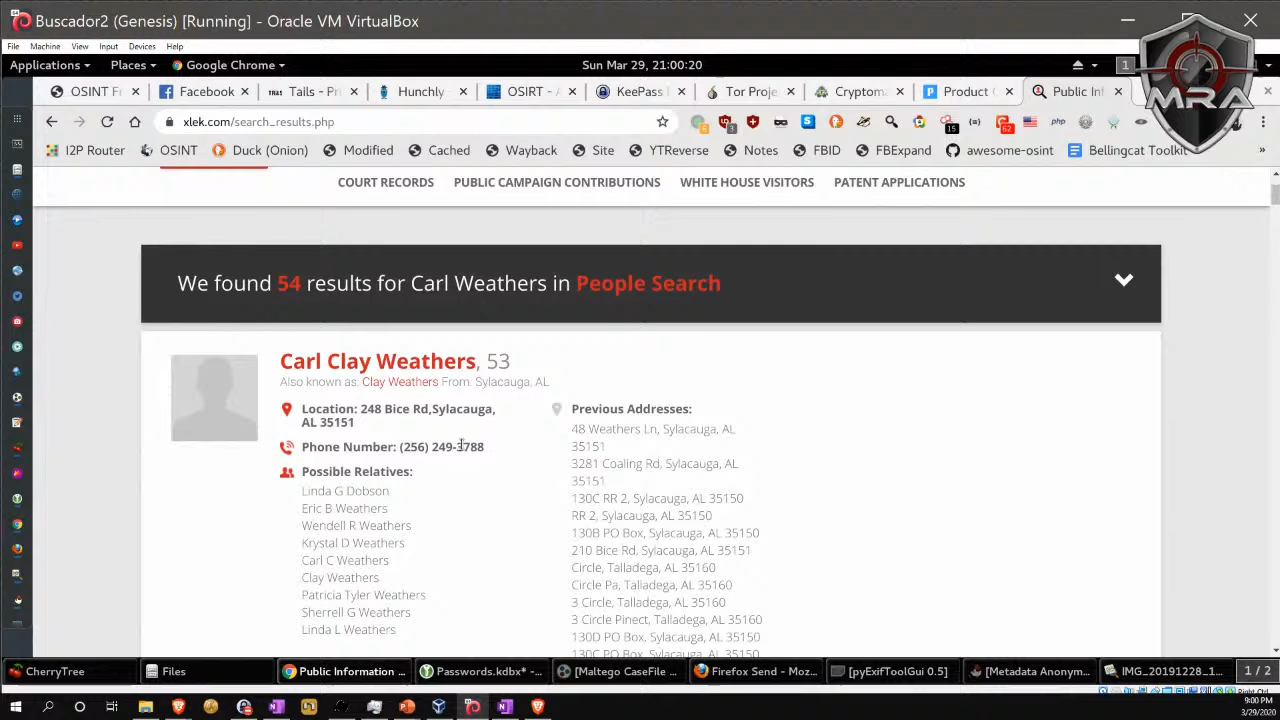 Buscador2 (Genesis) [Running] - Oracle VM VirtualBox
File Machine View Input Devices Help
Applications Places Google Chrome Sun Mar 29, 21:00:20 1
OSINT Fr Facebook Tails - Pr Hunchly OSIRT - A KeePass Tor Proje Cryptoma Product Public Inf
xlek.com/search_results.php
I2P Router OSINT Duck (Onion) Modified Cached Wayback Site YTReverse Notes FBID FBExpand awesome-osint Bellingcat Toolkit »
MRA
COURT RECORDS PUBLIC CAMPAIGN CONTRIBUTIONS WHITE HOUSE VISITORS PATENT APPLICATIONS
We found 54 results for Carl Weathers in People Search
Carl Clay Weathers, 53
Also known as: Clay Weathers From: Sylacauga, AL
Location: 248 Bice Rd,Sylacauga,
AL 35151
Phone Number: (256) 249-3788
Possible Relatives:
Linda G Dobson
Eric B Weathers
Wendell R Weathers
Krystal D Weathers
Carl C Weathers
Clay Weathers
Patricia Tyler Weathers
Sherrell G Weathers
Linda L Weathers
Previous Addresses:
48 Weathers Ln, Sylacauga, AL
35151
3281 Coaling Rd, Sylacauga, AL
35151
130C RR 2, Sylacauga, AL 35150
RR 2, Sylacauga, AL 35150
130B PO Box, Sylacauga, AL 35150
210 Bice Rd, Sylacauga, AL 35151
Circle, Talladega, AL 35160
Circle Pa, Talladega, AL 35160
3 Circle, Talladega, AL 35160
3 Circle Pinect, Talladega, AL 35160
130D PO Box, Sylacauga, AL 35150
CherryTree Files Public Information ... Passwords.kdbx* -... [Maltego CaseFile ... Firefox Send - Moz... [pyExifToolGui 0.5] [Metadata Anonym... IMG_20191228_1... 1 / 2
Right Ctrl
9:00 PM
3/29/2020